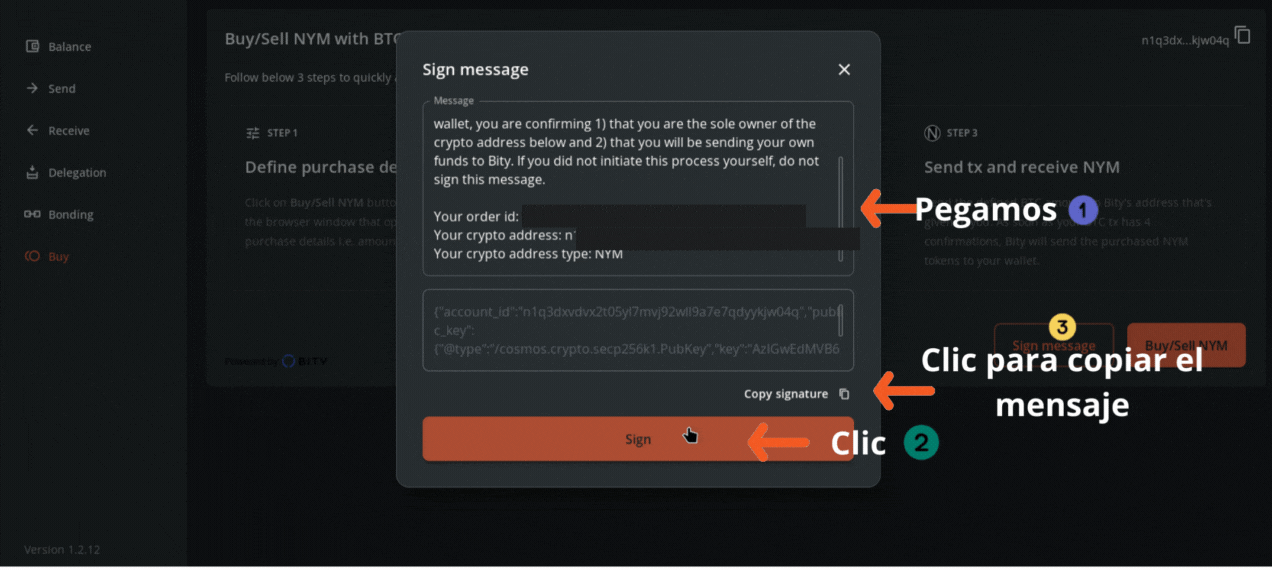 Balance
Send
Receive
Delegation
Bonding
Buy
Version 1.2.12
Buy/Sell NYM with BTC
n1q3dx...kjw04q
Follow below 3 steps to quickly
STEP 1
Define purchase de
Click on Buy/Sell NYM butto
the browser window that op
purchase details i.e. amoun
Powered by BITY
Sign message
Message
wallet, you are confirming 1) that you are the sole owner of the
crypto address below and 2) that you will be sending your own
funds to Bity. If you did not initiate this process yourself, do not
sign this message.
Your order id:
Your crypto address: n
Your crypto address type: NYM
{"account_id":"n1q3dxvdvx2t05yl7mvj92wll9a7e7qdyykjw04q","publi
c_key":
{"@type":"/cosmos.crypto.secp256k1.PubKey","key":"AzIGwEdMVB6
Copy signature
Sign
STEP 3
Send tx and receive NYM
Bity's address that's
tx has 4
confirmations, Bity will send the purchased NYM
tokens to your wallet.
Sign message
Buy/Sell NYM
Pegamos 1
3
Clic para copiar el
mensaje
Clic 2